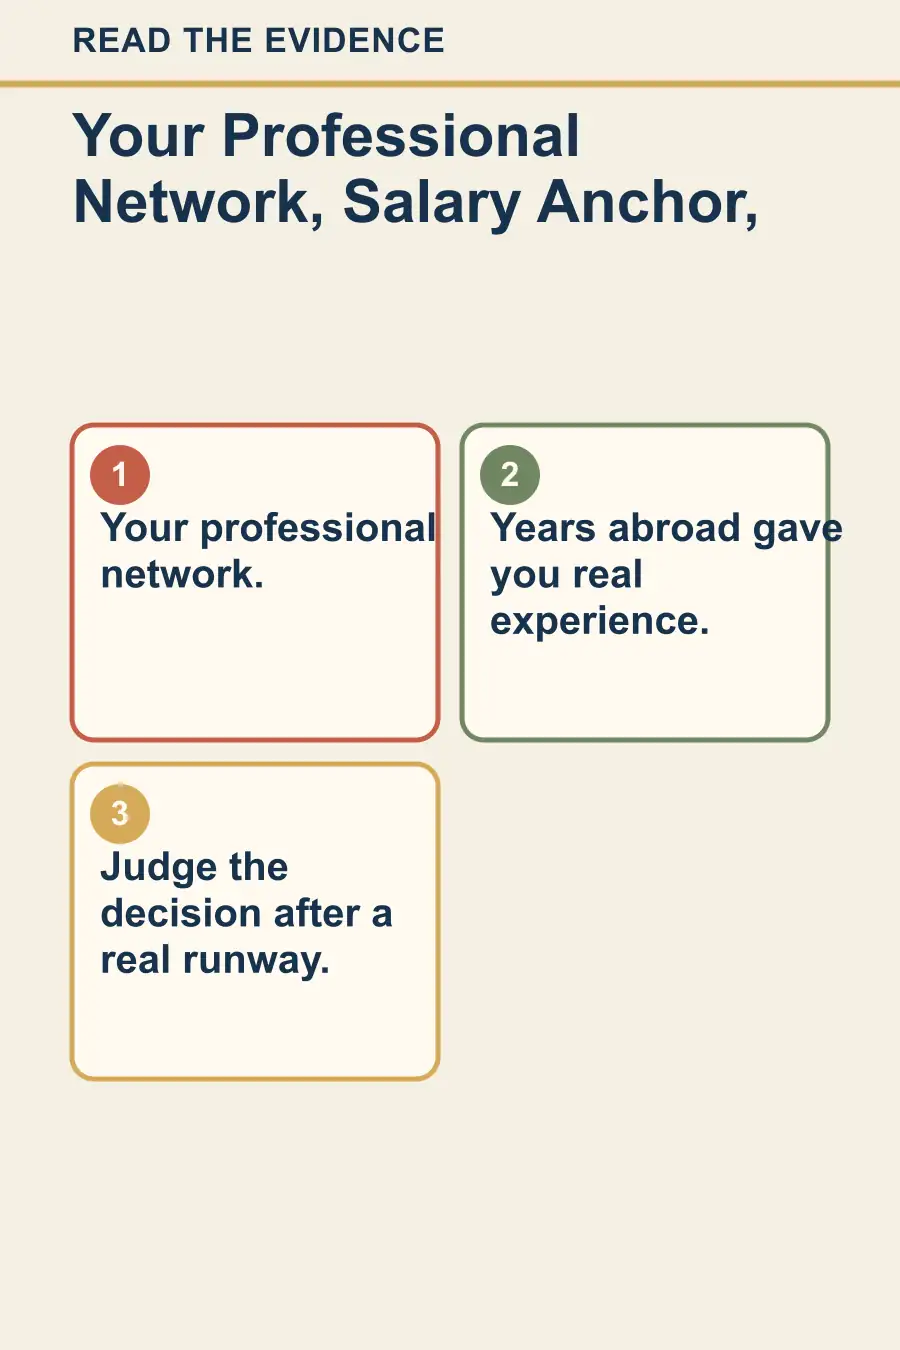 READ THE EVIDENCE
Your Professional
Network, Salary Anchor,
1
Your professional
network.
2
Years abroad gave
you real
experience.
3
Judge the
decision after a
real runway.